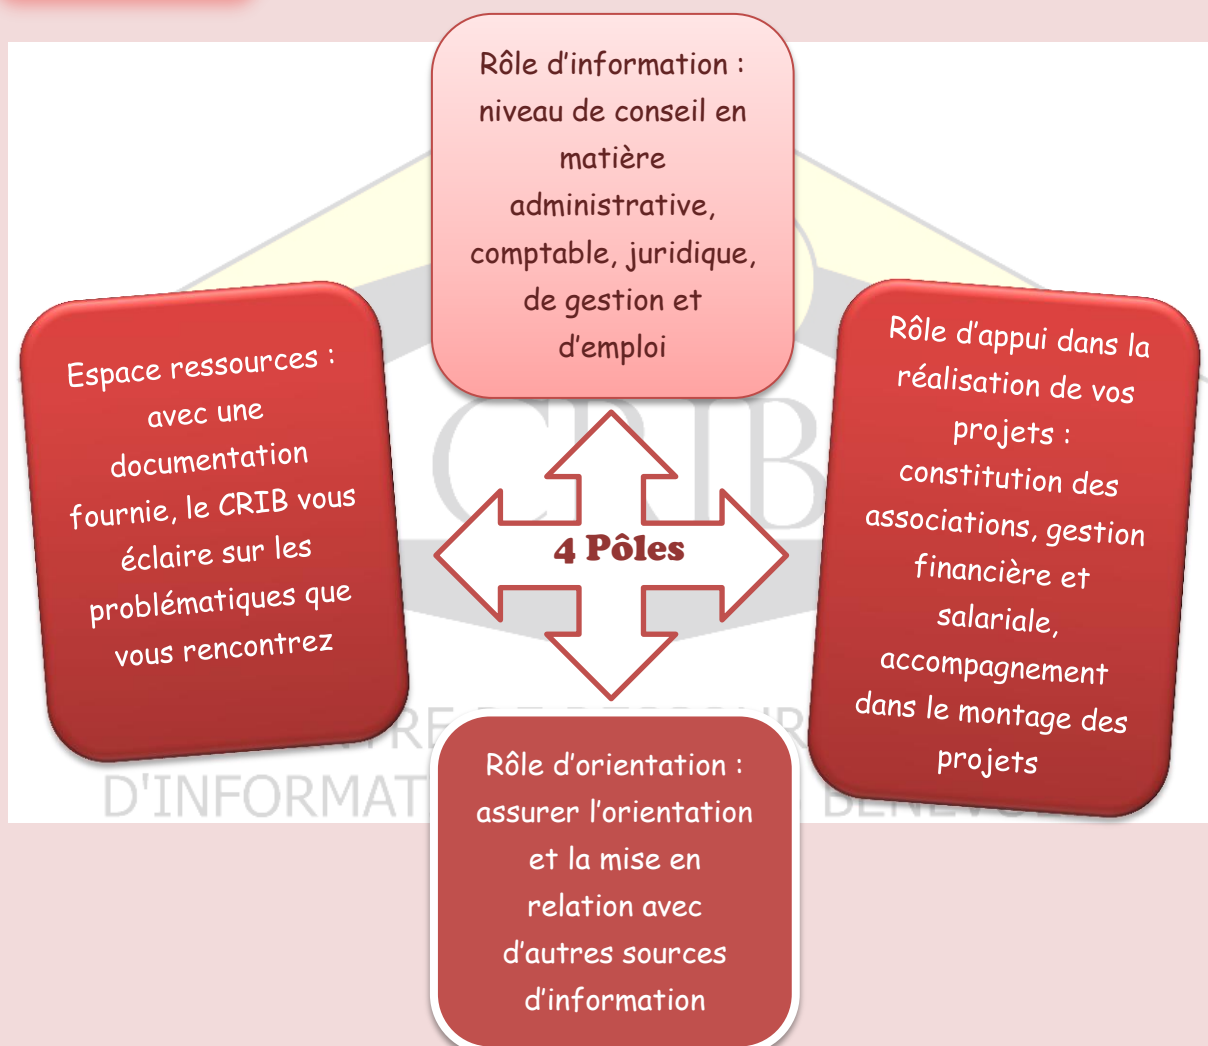 Rôle d'information :
niveau de conseil en
matière
administrative,
comptable, juridique,
de gestion et
d'emploi
Espace ressources :
avec une
documentation
fournie, le CRIB vous
éclaire sur les
problématiques que
vous rencontrez
Rôle d'appui dans la
réalisation de vos
projets :
constitution des
associations, gestion
financière et
salariale,
accompagnement
dans le montage des
projets
CRIB
4 Pôles
Rôle d'orientation :
assurer l'orientation
et la mise en
relation avec
d'autres sources
d'information